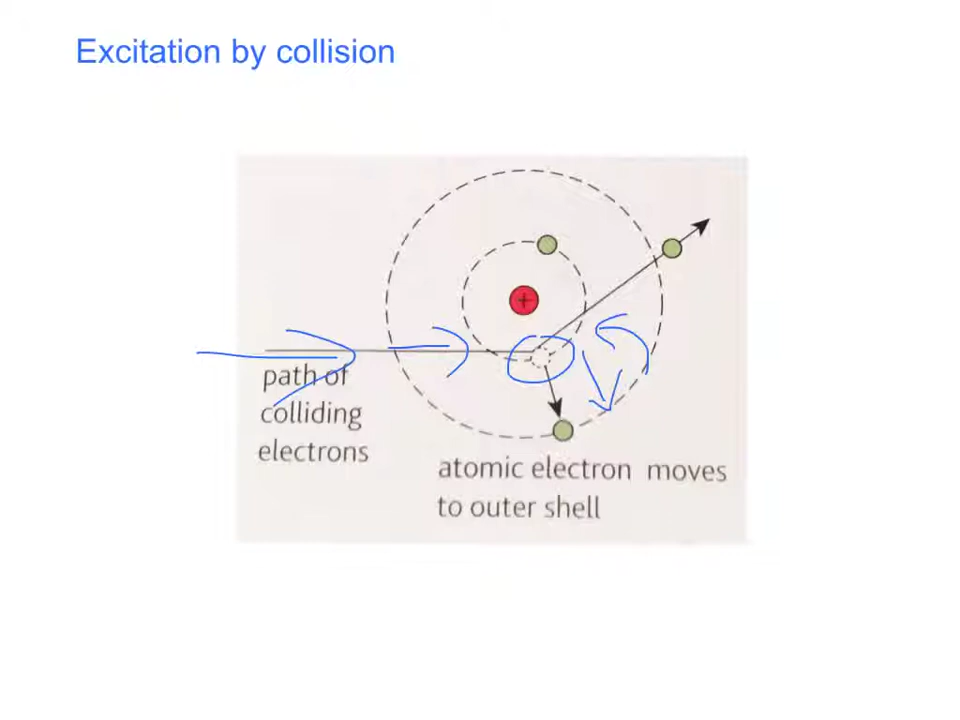 Excitation by collision
+
path of
colliding
electrons
atomic electron moves
to outer shell